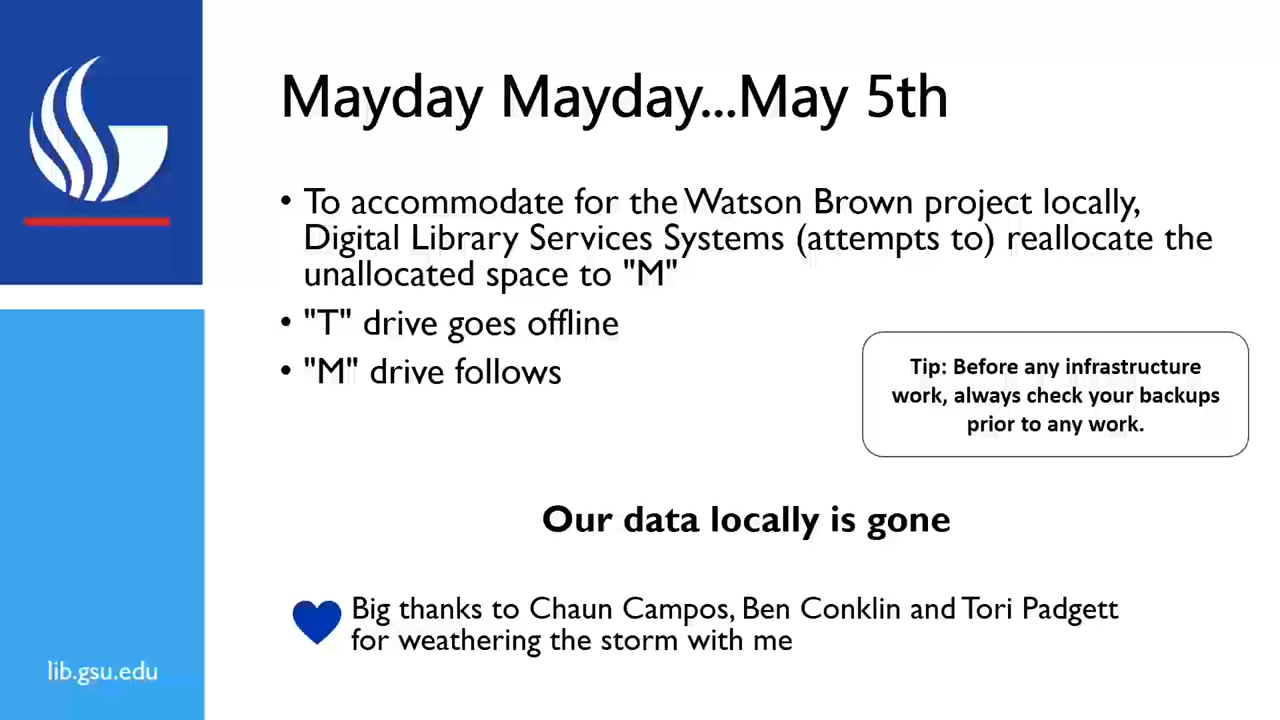 Mayday Mayday...May 5th
• To accommodate for the Watson Brown project locally,
Digital Library Services Systems (attempts to) reallocate the
unallocated space to "M"
• "T" drive goes offline
• "M" drive follows
Tip: Before any infrastructure
work, always check your backups
prior to any work.
Our data locally is gone
Big thanks to Chaun Campos, Ben Conklin and Tori Padgett
for weathering the storm with me
lib.gsu.edu